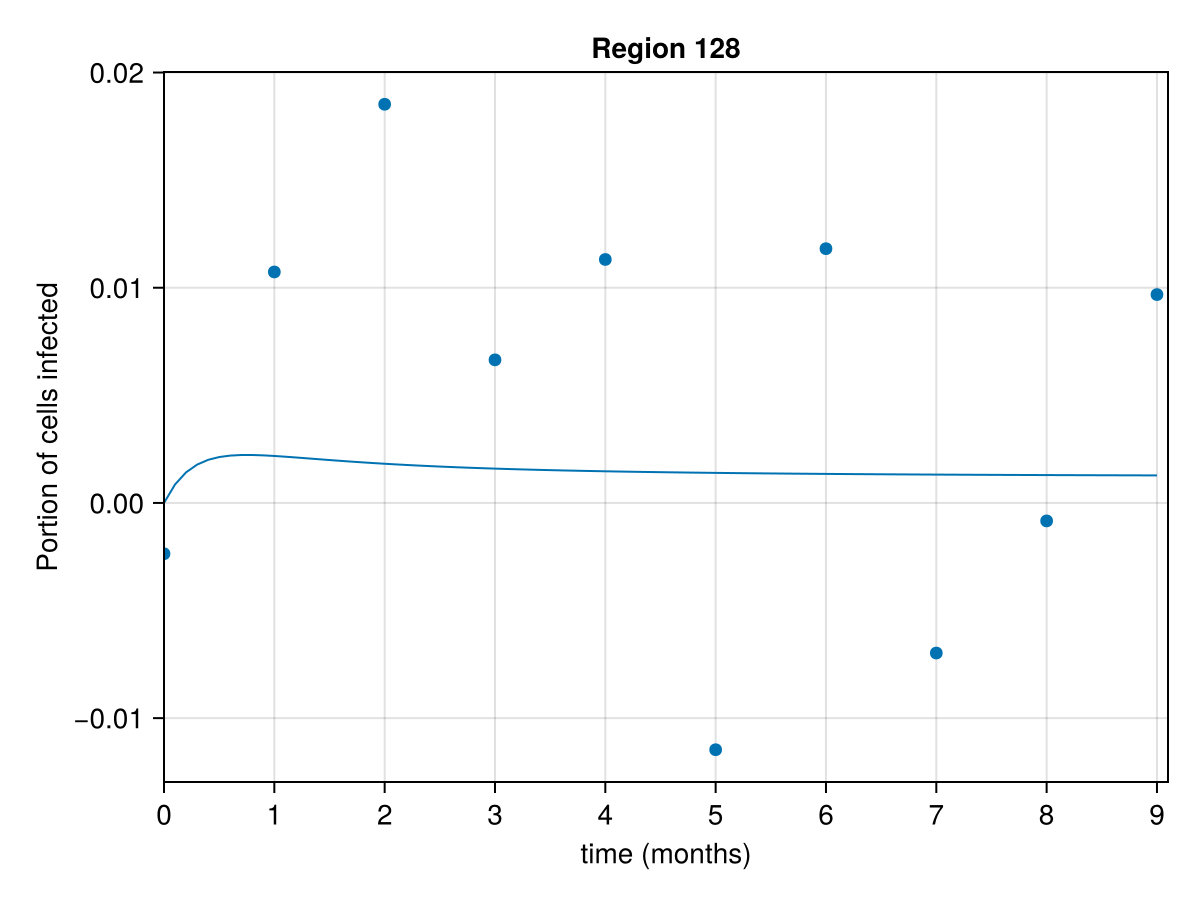 Region 128
0.02
0.01
0.00
−0.01
Portion of cells infected
0 1 2 3 4 5 6 7 8 9
time (months)